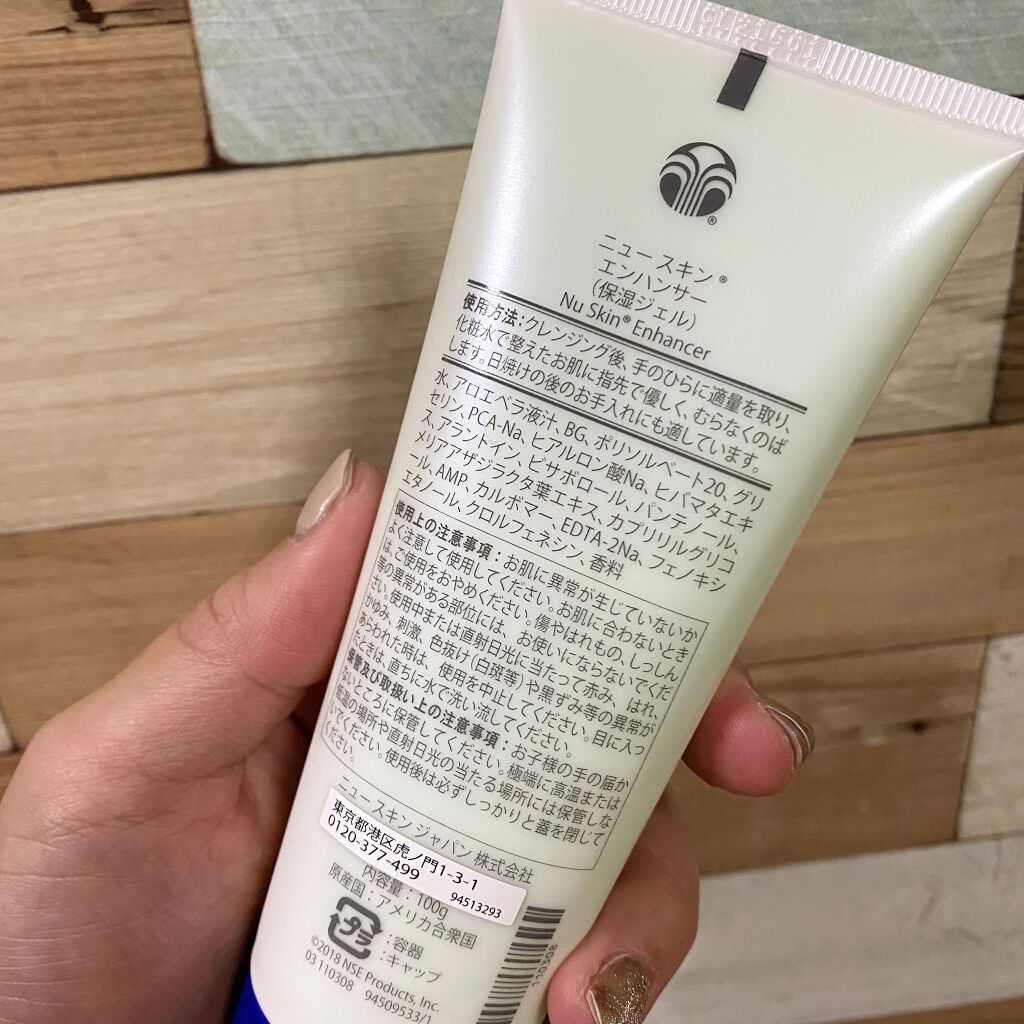 ニュー スキン®
エンハンサー
(保湿ジェル)
Nu Skin® Enhancer
使用方法:クレンジング後、手のひらに適量を取り、
化粧水で整えたお肌に指先で優しく、むらなくのば
します。日焼けの後のお手入れにも適しています。
水、アロエベラ液汁、BG、ポリソルベート20、グリ
セリン、PCA-Na、ヒアルロン酸Na、ヒバマタエキ
ス、アラントイン、ビサボロール、パンテノール、
メリアアザジラクタ葉エキス、カプリリルグリコ
ール、AMP、カルボマー、EDTA-2Na、フェノキシ
エタノール、クロルフェネシン、香料
使用上の注意事項:お肌に異常が生じていないか
よく注意して使用してください。お肌に合わないとき
は、ご使用をおやめください。傷やはれもの、しっしん
等の異常がある部位には、お使いにならないでくだ
さい。使用中または直射日光に当たって赤み、はれ、
かゆみ、刺激、色抜け(白斑等)や黒ずみ等の異常が
あらわれた時は、使用を中止してください。目に入っ
たときは、直ちに水で洗い流してください。
保管及び取扱い上の注意事項:お子様の手の届か
ないところに保管してください。極端に高温または
低温の場所や直射日光の当たる場所には保管しな
いでください。使用後は必ずしっかりと蓋を閉じて
ください。
ニュー スキン ジャパン 株式会社
東京都港区虎ノ門1-3-1
0120-377-499
94513293
内容量:100g
原産国:アメリカ合衆国
プラ
:容器
:キャップ
©2018 NSE Products, Inc.
03 110308 94509533/1
110308